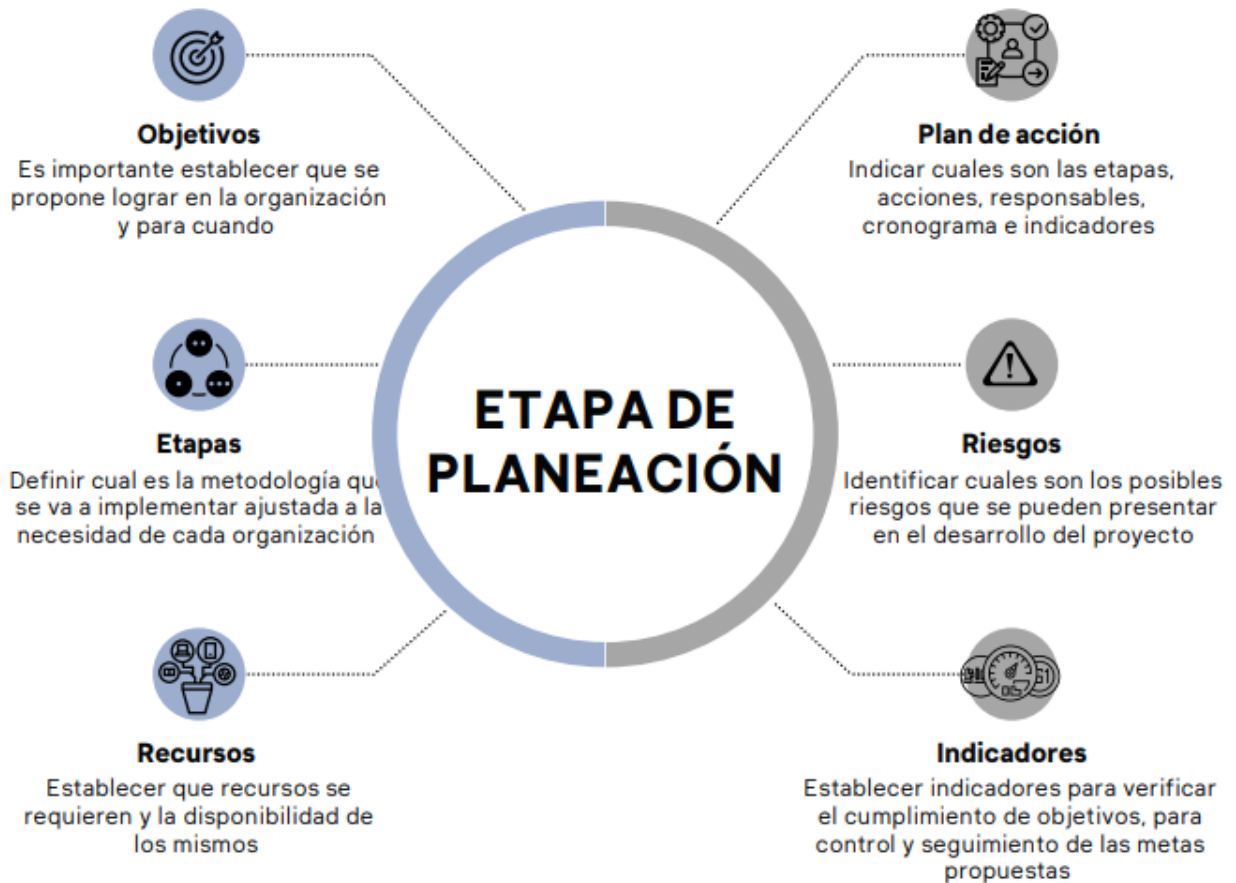 Objetivos
Es importante establecer que se
propone lograr en la organización
y para cuando
Etapas
Definir cual es la metodología que
se va a implementar ajustada a la
necesidad de cada organización
Recursos
Establecer que recursos se
requieren y la disponibilidad de
los mismos
ETAPA DE
PLANEACIÓN
Plan de acción
Indicar cuales son las etapas,
acciones, responsables,
cronograma e indicadores
Riesgos
Identificar cuales son los posibles
riesgos que se pueden presentar
en el desarrollo del proyecto
Indicadores
Establecer indicadores para verificar
el cumplimiento de objetivos, para
control y seguimiento de las metas
propuestas